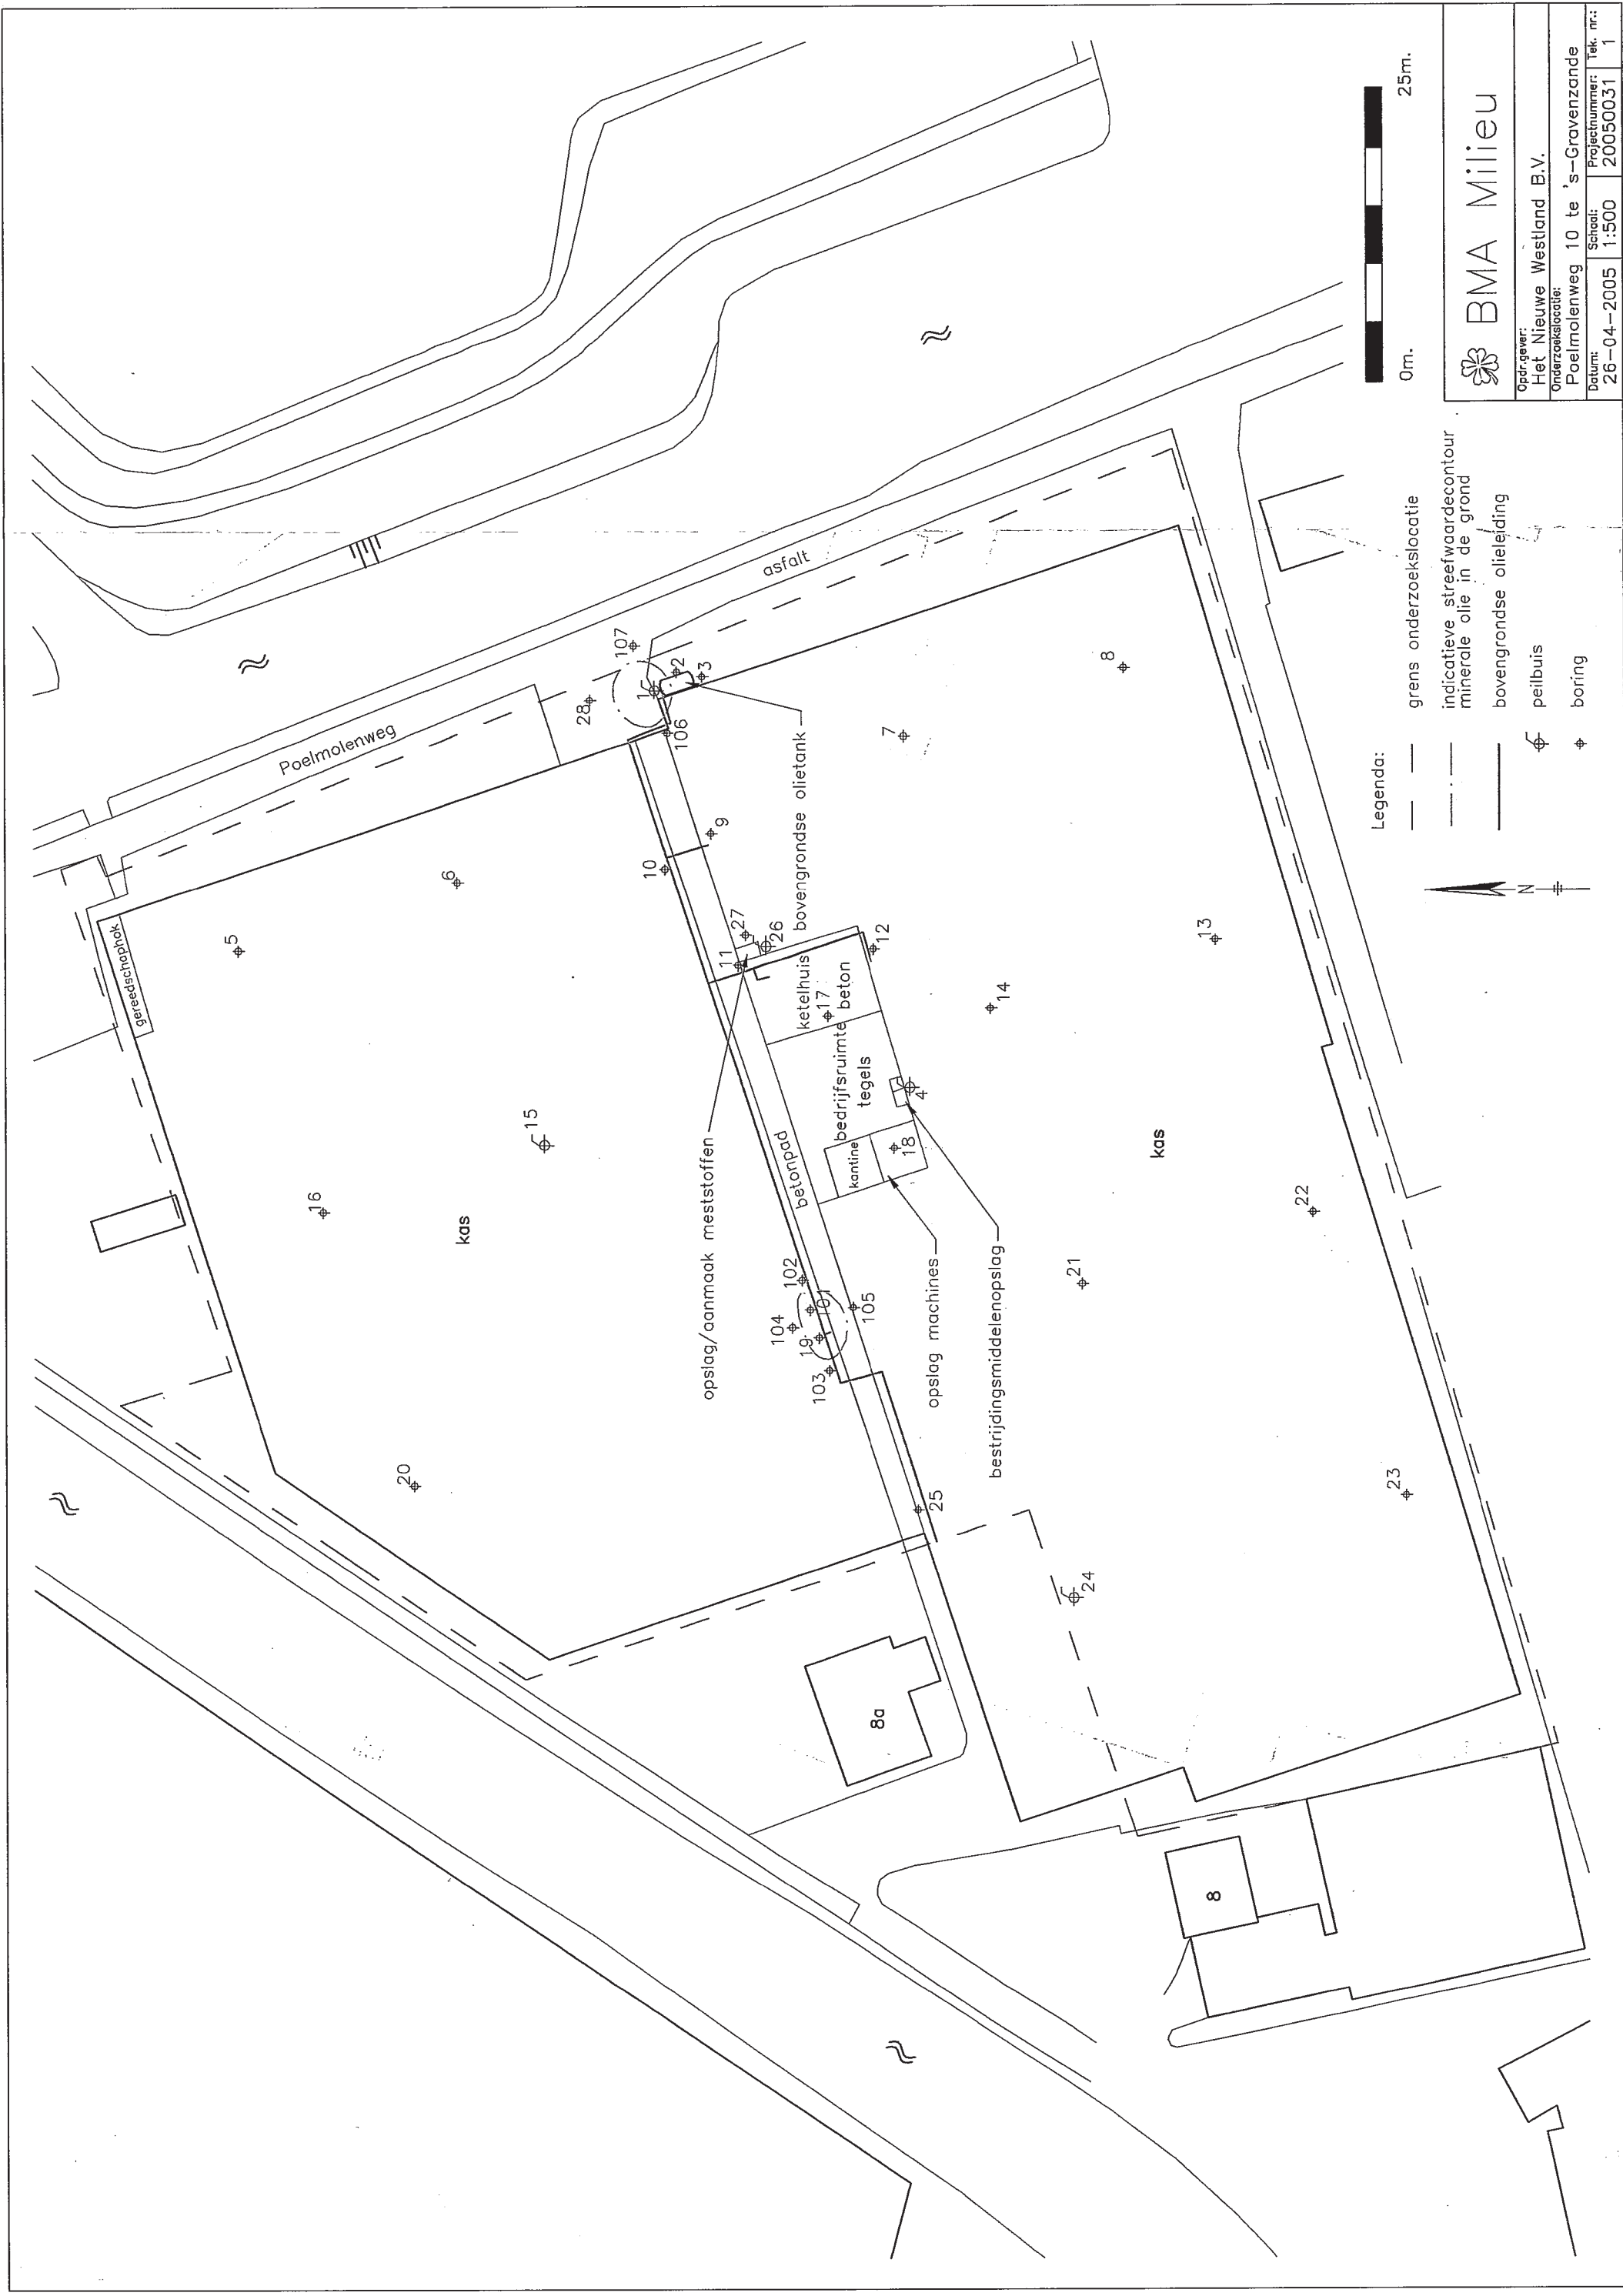 Poelmolenweg
asfalt
gereedschaphok
5
6
16
15
kas
20
28
107
1
2
3
106
9
10
11
27
26
12
bovengrondse olietank
opslag/aanmaak meststoffen
betonpad
ketelhuis
17
beton
bedrijfsruimte
tegels
kantine
18
4
14
7
8
13
102
101
104
19
103
105
opslag machines
bestrijdingsmiddelenopslag
kas
21
22
23
24
25
8a
8
Legenda:
grens onderzoekslocatie
indicatieve streefwaardecontour
minerale olie in de grond
bovengrondse olieleiding
peilbuis
boring
N
0m.
25m.
BMA Milieu
Opdr.gever:
Het Nieuwe Westland B.V.
Onderzoekslocatie:
Poelmolenweg 10 te 's-Gravenzande
Datum: Schaal: Projectnummer: Tek. nr.:
26-04-2005 1:500 20050031 1